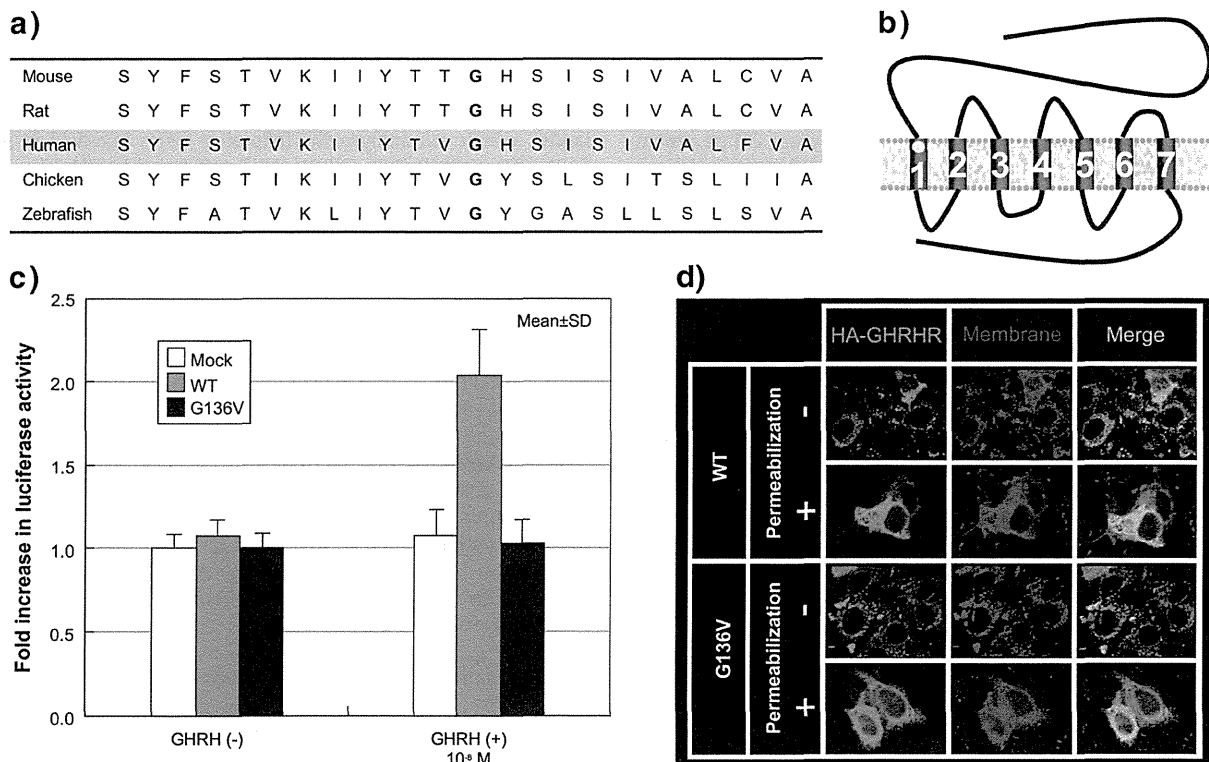 a)
Mouse S Y F S T V K I I Y T T G H S I S I V A L C V A
Rat S Y F S T V K I I Y T T G H S I S I V A L C V A
Human S Y F S T V K I I Y T V G H S I S I V A L F V A
Chicken S Y F S T I K I I Y T V G Y S L S I T S L I I A
Zebrafish S Y F A T V K L I Y T V G Y G A S L L S L S V A
b)
1 2 3 4 5 6 7
c)
Fold increase in luciferase activity
2.5
2.0
1.5
1.0
0.5
0.0
Mean±SD
Mock
WT
G136V
GHRH (-)
GHRH (+)
10⁻⁸ M
d)
HA-GHRHR Membrane Merge
WT
Permeabilization
-
+
G136V
Permeabilization
-
+